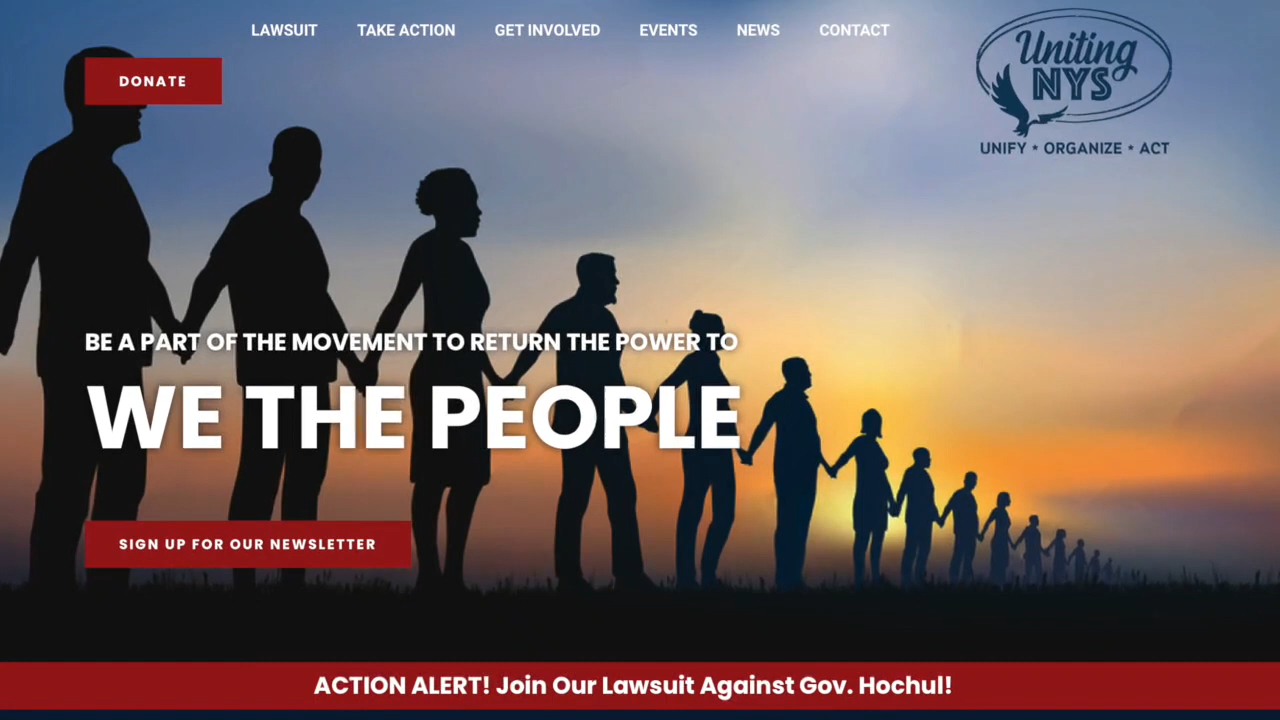 LAWSUIT TAKE ACTION GET INVOLVED EVENTS NEWS CONTACT
DONATE
Uniting
NYS
UNIFY * ORGANIZE * ACT
BE A PART OF THE MOVEMENT TO RETURN THE POWER TO
WE THE PEOPLE
SIGN UP FOR OUR NEWSLETTER
ACTION ALERT! Join Our Lawsuit Against Gov. Hochul!